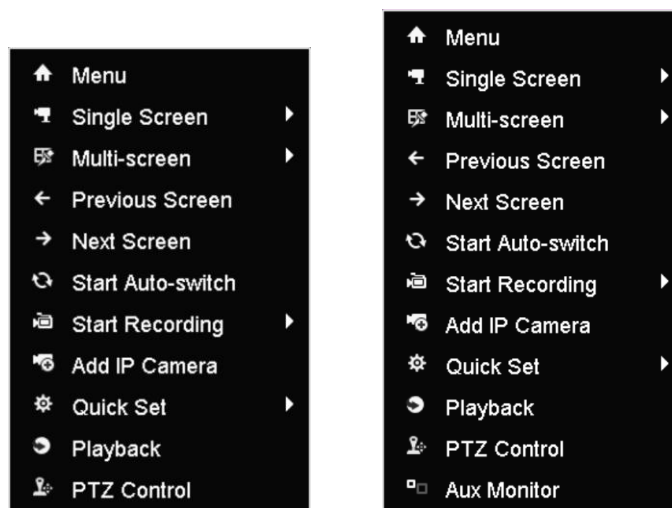 Menu
Single Screen
Multi-screen
Previous Screen
Next Screen
Start Auto-switch
Start Recording
Add IP Camera
Quick Set
Playback
PTZ Control
Menu
Single Screen
Multi-screen
Previous Screen
Next Screen
Start Auto-switch
Start Recording
Add IP Camera
Quick Set
Playback
PTZ Control
Aux Monitor